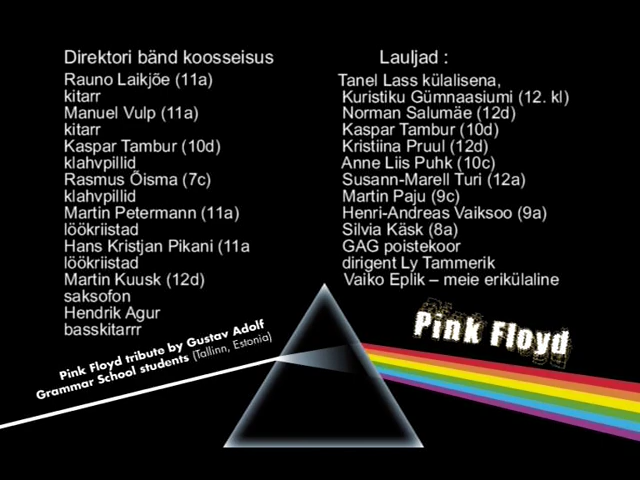 Direktori bänd koosseisus
Rauno Laikjõe (11a)
kitarr
Manuel Vulp (11a)
kitarr
Kaspar Tambur (10d)
klahvpillid
Rasmus Õisma (7c)
klahvpillid
Martin Petermann (11a)
löökriistad
Hans Kristjan Pikani (11a
löökriistad
Martin Kuusk (12d)
saksofon
Hendrik Agur
basskitarrr
Lauljad :
Tanel Lass külalisena,
Kuristiku Gümnaasiumi (12. kl)
Norman Salumäe (12d)
Kaspar Tambur (10d)
Kristiina Pruul (12d)
Anne Liis Puhk (10c)
Susann-Marell Turi (12a)
Martin Paju (9c)
Henri-Andreas Vaiksoo (9a)
Silvia Käsk (8a)
GAG poistekoor
dirigent Ly Tammerik
Vaiko Eplik – meie erikülaline
Pink Floyd tribute by Gustav Adolf
Grammar School students (Tallinn, Estonia)
Pink Floyd